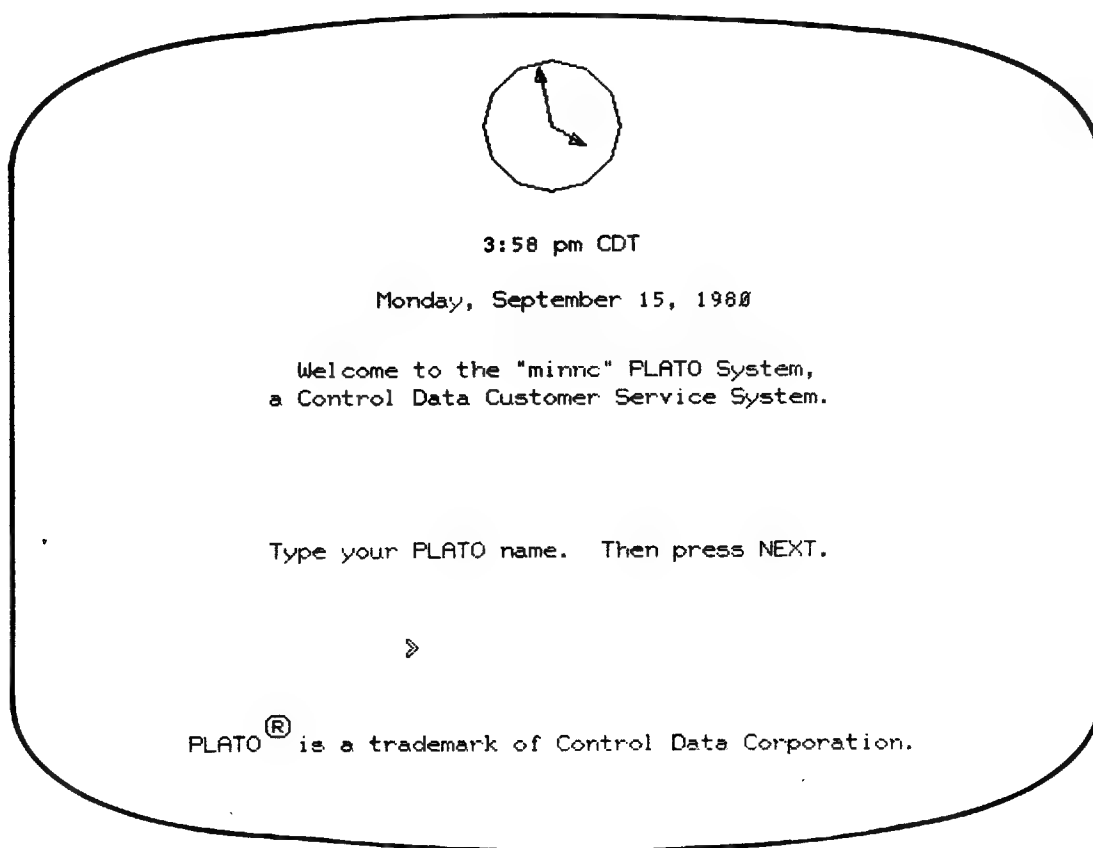 3:58 pm CDT
Monday, September 15, 1980
Welcome to the "minnc" PLATO System,
a Control Data Customer Service System.
Type your PLATO name. Then press NEXT.
>
PLATO® is a trademark of Control Data Corporation.